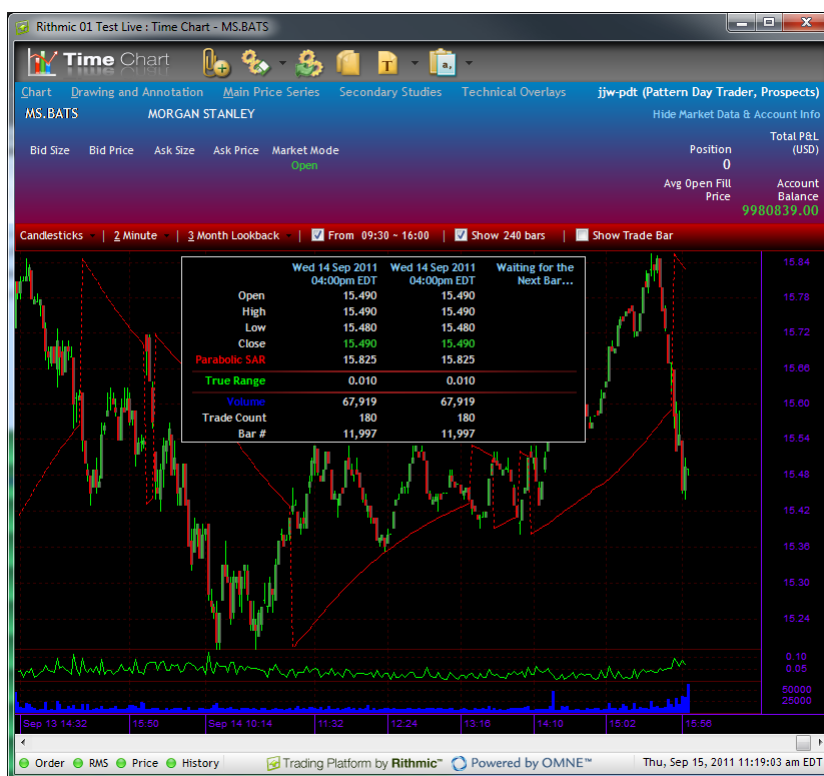 Rithmic 01 Test Live : Time Chart - MS.BATS
Time Chart
Chart Drawing and Annotation Main Price Series Secondary Studies Technical Overlays jjw-pdt (Pattern Day Trader, Prospects)
MS.BATS MORGAN STANLEY Hide Market Data & Account Info
Total P&L
Bid Size Bid Price Ask Size Ask Price Market Mode Position (USD)
Open 0
Avg Open Fill Account
Price Balance
9980839.00
Candlesticks | 2 Minute | 3 Month Lookback | From 09:30 ~ 16:00 | Show 240 bars | Show Trade Bar
Wed 14 Sep 2011 Wed 14 Sep 2011 Waiting for the
04:00pm EDT 04:00pm EDT Next Bar...
Open 15.490 15.490
High 15.490 15.490
Low 15.480 15.480
Close 15.490 15.490
Parabolic SAR 15.825 15.825
True Range 0.010 0.010
Volume 67,919 67,919
Trade Count 180 180
Bar # 11,997 11,997
15.84
15.78
15.72
15.66
15.60
15.54
15.48
15.42
15.36
15.30
15.24
0.10
0.05
50000
25000
Sep 13 14:32 15:50 Sep 14 10:14 11:32 12:24 13:16 14:10 15:02 15:56
Order RMS Price History Trading Platform by Rithmic™ Powered by OMNE™ Thu, Sep 15, 2011 11:19:03 am EDT